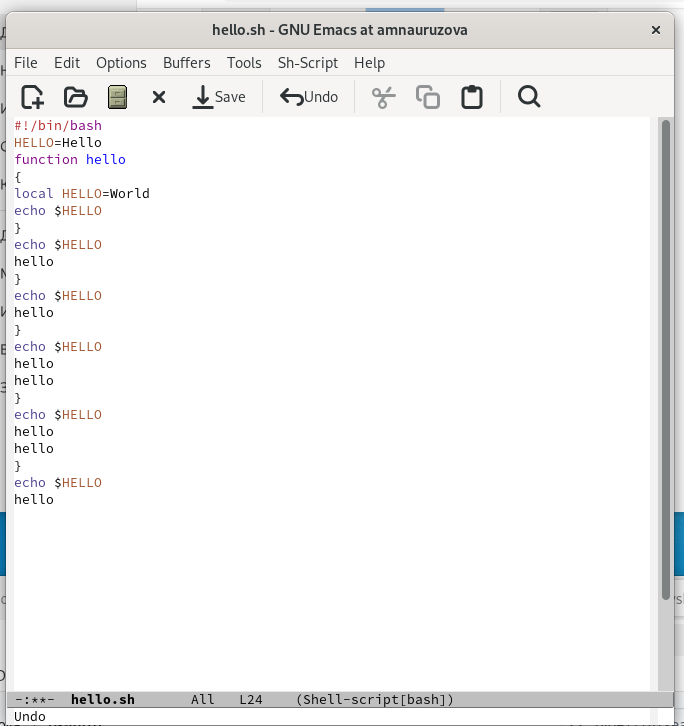 hello.sh - GNU Emacs at amnauruzova
File Edit Options Buffers Tools Sh-Script Help
Save Undo
#!/bin/bash
HELLO=Hello
function hello
{
local HELLO=World
echo $HELLO
}
echo $HELLO
hello
}
echo $HELLO
hello
}
echo $HELLO
hello
hello
}
echo $HELLO
hello
hello
}
echo $HELLO
hello
-:**- hello.sh All L24 (Shell-script[bash])
Undo